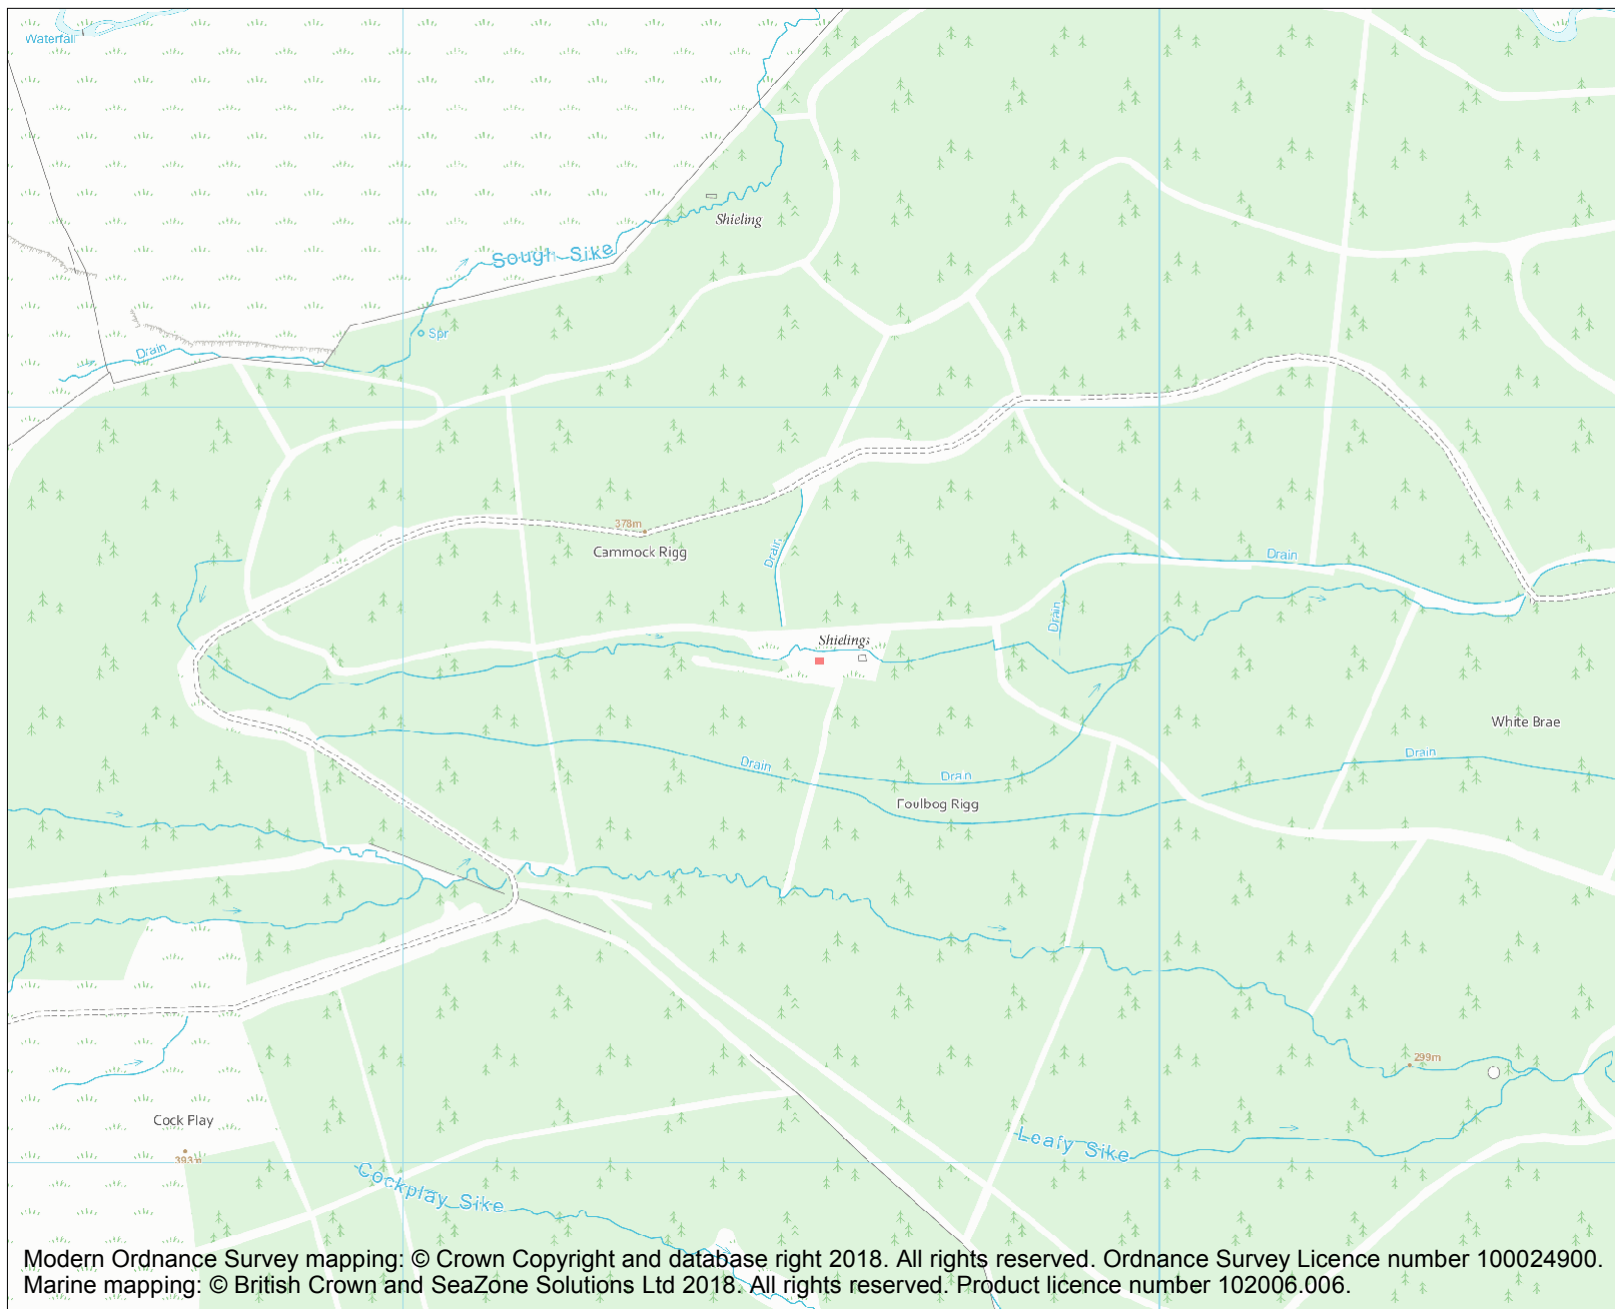 Waterfall
Shieling
Sough Sike
Spr
Drain
378m
Cammock Rigg
Drain
Drain
Drain
Shielings
White Brae
Drain
Drain
Drain
Foulbog Rigg
299m
Cock Play
393m
Leafy Sike
Cockplay Sike
Modern Ordnance Survey mapping: © Crown Copyright and database right 2018. All rights reserved. Ordnance Survey Licence number 100024900.
Marine mapping: © British Crown and SeaZone Solutions Ltd 2018. All rights reserved. Product licence number 102006.006.